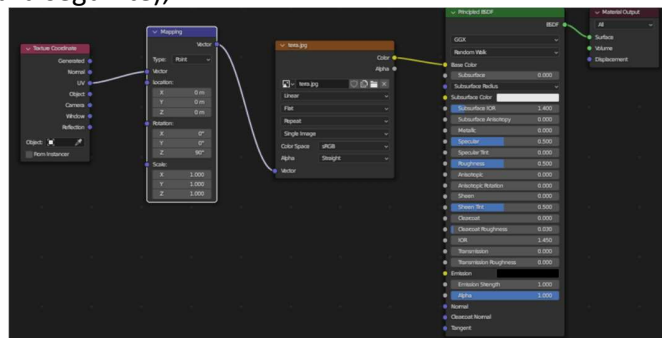 Texture Coordinate
Generated
Normal
UV
Object
Camera
Window
Reflection
Object:
From Instancer
Mapping
Vector
Type:
Point
Vector
Location:
X 0 m
Y 0 m
Z 0 m
Rotation:
X 0°
Y 0°
Z 90°
Scale:
X 1.000
Y 1.000
Z 1.000
Color
Alpha
Linear
Flat
Repeat
Single Image
Color Space sRGB
Alpha Straight
Vector
Principled BSDF
BSDF
GGX
Random Walk
Base Color
Subsurface 0.000
Subsurface Radius
Subsurface Color
Subsurface IOR 1.400
Subsurface Anisotropy 0.000
Metallic 0.000
Specular 0.500
Specular Tint 0.000
Roughness 0.500
Anisotropic 0.000
Anisotropic Rotation 0.000
Sheen 0.000
Sheen Tint 0.500
Clearcoat 0.000
Clearcoat Roughness 0.030
IOR 1.450
Transmission 0.000
Transmission Roughness 0.000
Emission
Emission Strength 1.000
Alpha 1.000
Normal
Clearcoat Normal
Tangent
Material Output
All
Surface
Volume
Displacement